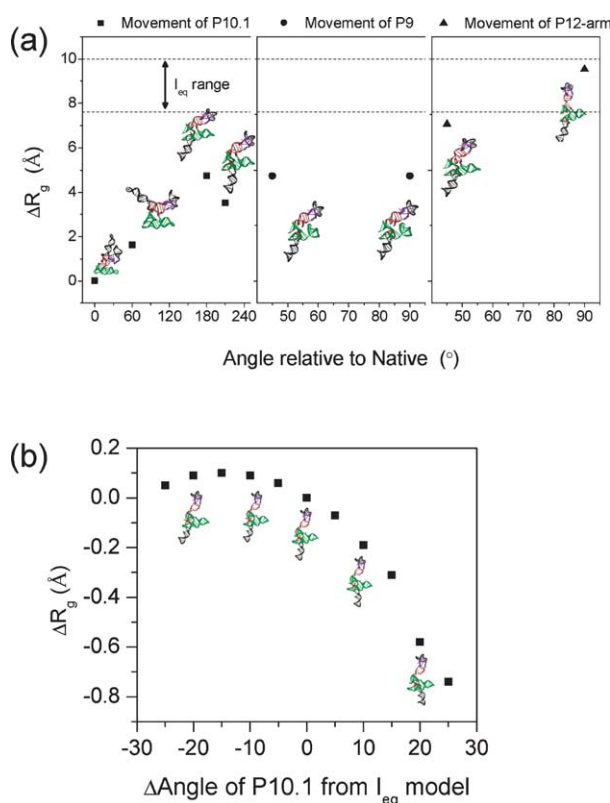 (a)
■ Movement of P10.1 ● Movement of P9 ▲ Movement of P12-arm
10
8
6
4
2
0
ΔRg (Å)
Ieq range
0 60 120 180 240
50 60 70 80 90
50 60 70 80 90
Angle relative to Native (°)
(b)
0.2
0.0
-0.2
-0.4
-0.6
-0.8
ΔRg (Å)
-30 -20 -10 0 10 20 30
ΔAngle of P10.1 from Ieq model